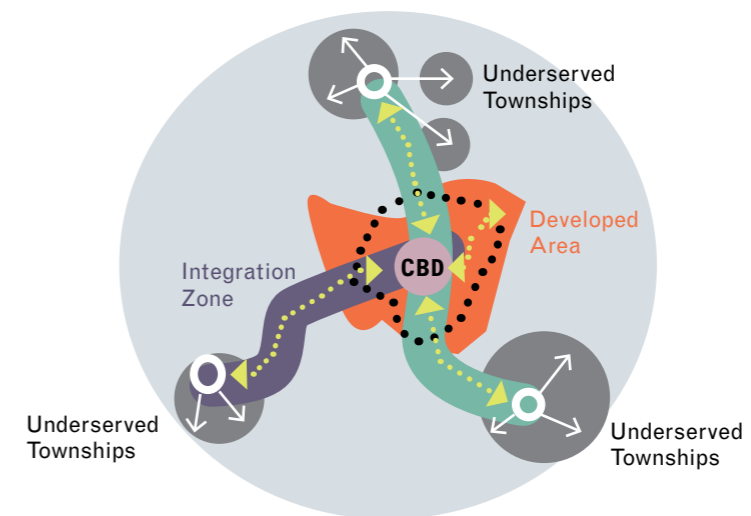 Underserved
Townships
Developed
Area
CBD
Integration
Zone
Underserved
Townships
Underserved
Townships